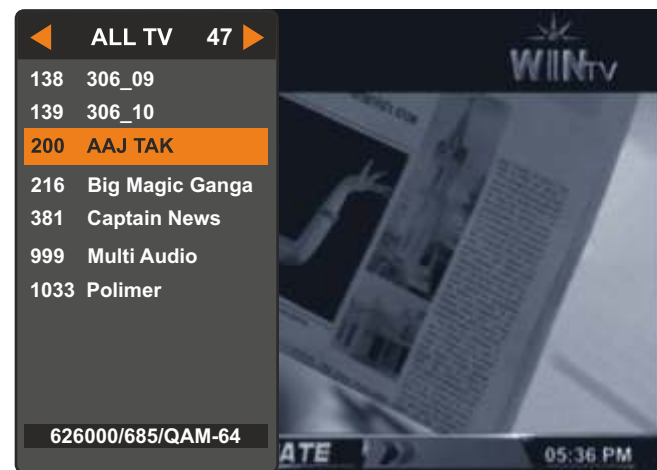 ALL TV 47
138 306_09
139 306_10
200 AAJ TAK
216 Big Magic Ganga
381 Captain News
999 Multi Audio
1033 Polimer
626000/685/QAM-64
WIINTV
ATE
05:36 PM